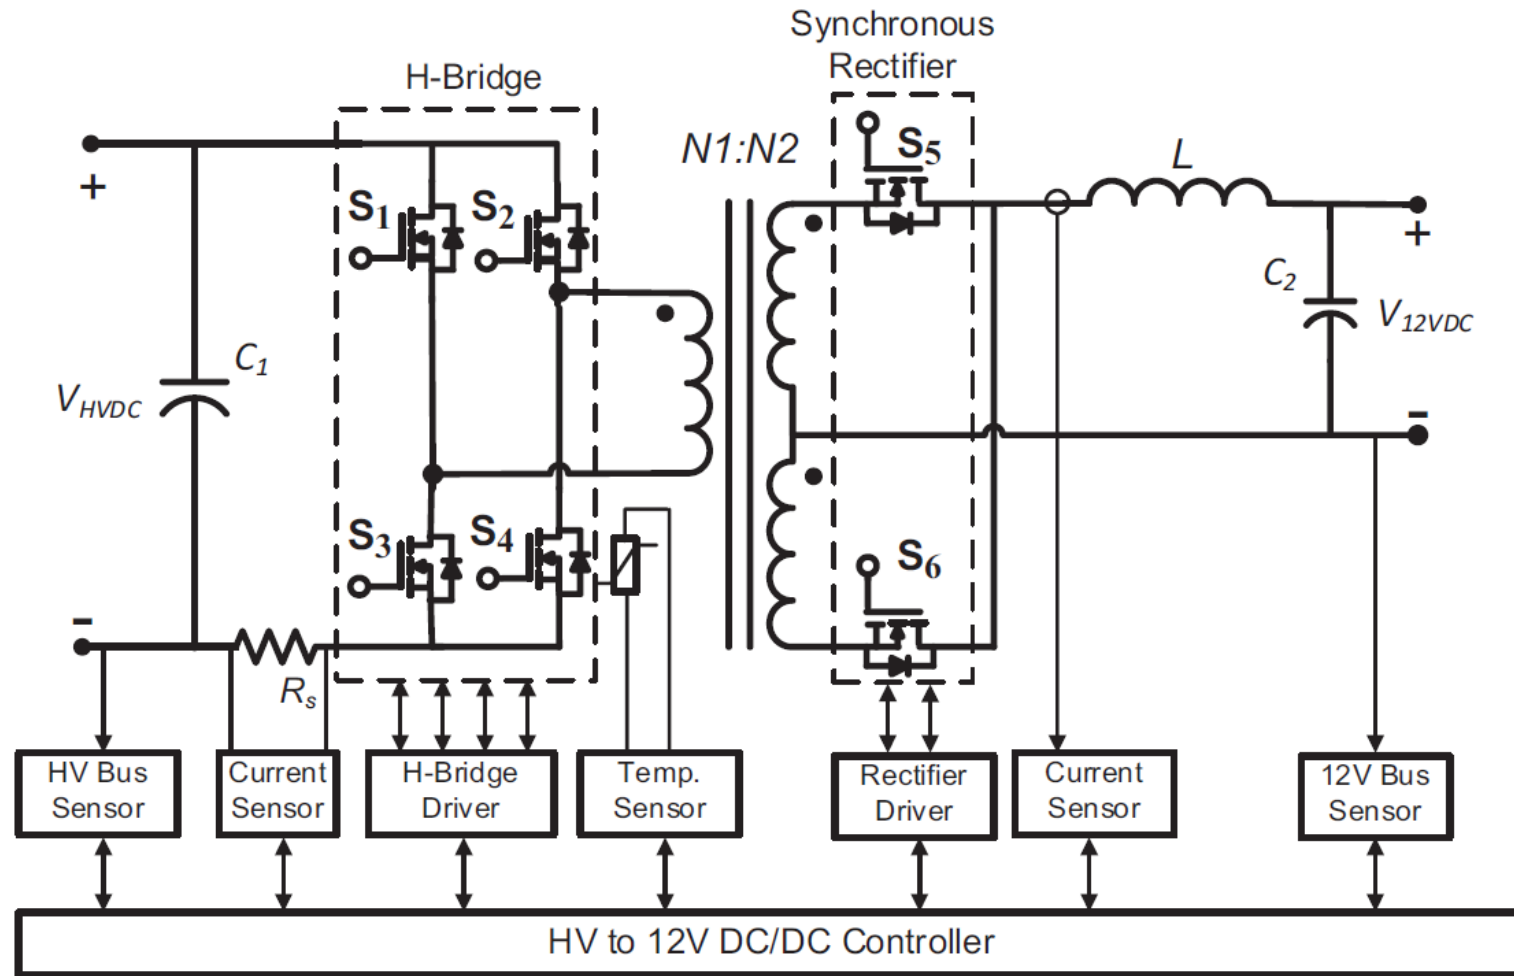 Synchronous
Rectifier
H-Bridge
N1:N2
S5
L
S1
S2
+
+
C2
V12VDC
C1
VHVDC
-
S3
S4
S6
-
Rs
HV Bus
Sensor
Current
Sensor
H-Bridge
Driver
Temp.
Sensor
Rectifier
Driver
Current
Sensor
12V Bus
Sensor
HV to 12V DC/DC Controller